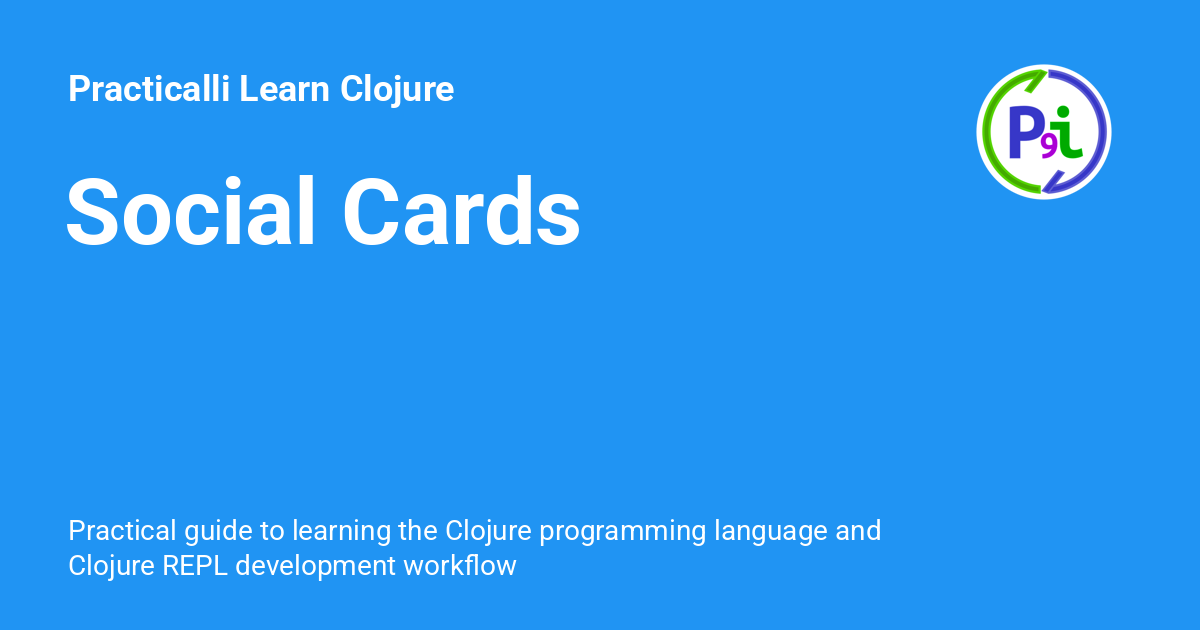 Practicalli Learn Clojure
P9i
Social Cards
Practical guide to learning the Clojure programming language and
Clojure REPL development workflow